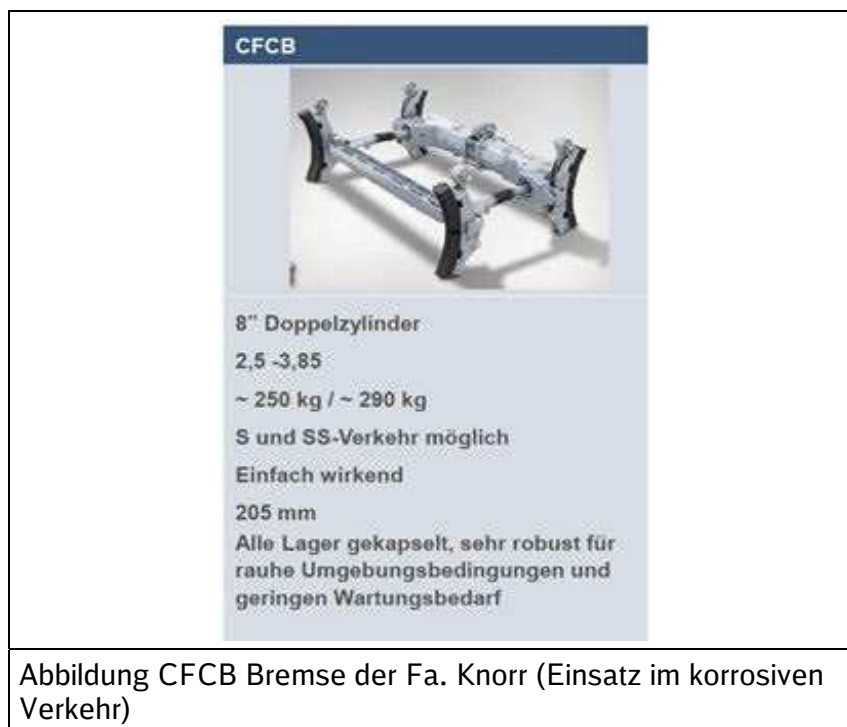 CFCB
8" Doppelzylinder
2,5 -3,85
~ 250 kg / ~ 290 kg
S und SS-Verkehr möglich
Einfach wirkend
205 mm
Alle Lager gekapselt, sehr robust für
rauhe Umgebungsbedingungen und
geringen Wartungsbedarf
Abbildung CFCB Bremse der Fa. Knorr (Einsatz im korrosiven
Verkehr)